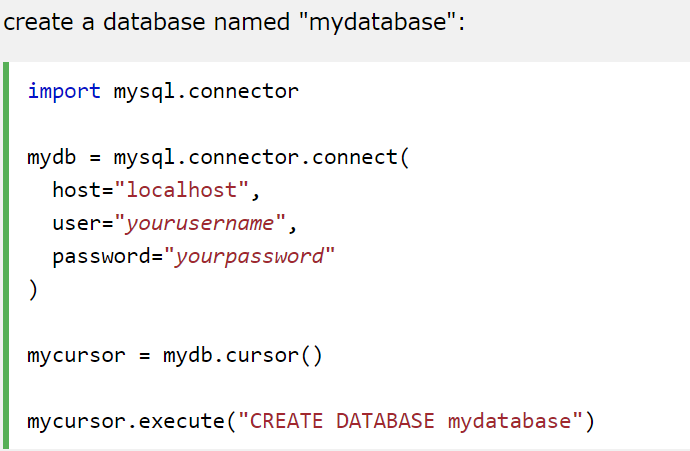 create a database named "mydatabase":
import mysql.connector
mydb = mysql.connector.connect(
host="localhost",
user="yourusername",
password="yourpassword"
)
mycursor = mydb.cursor()
mycursor.execute("CREATE DATABASE mydatabase")